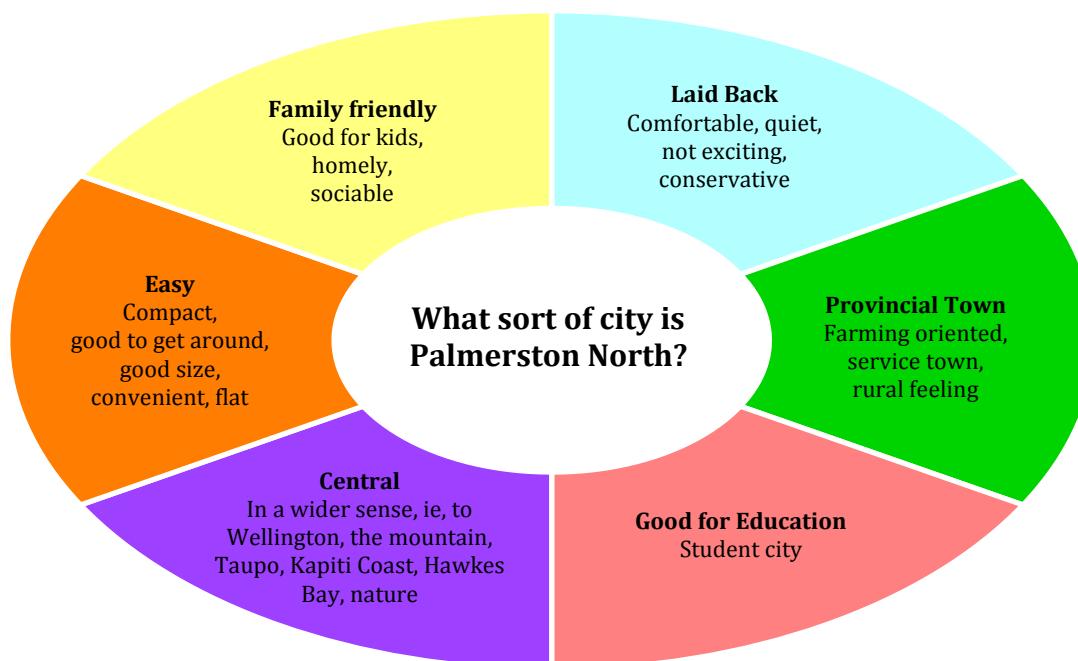 Family friendly
Good for kids,
homely,
sociable
Laid Back
Comfortable, quiet,
not exciting,
conservative
Easy
Compact,
good to get around,
good size,
convenient, flat
What sort of city is
Palmerston North?
Provincial Town
Farming oriented,
service town,
rural feeling
Central
In a wider sense, ie, to
Wellington, the mountain,
Taupo, Kapiti Coast, Hawkes
Bay, nature
Good for Education
Student city